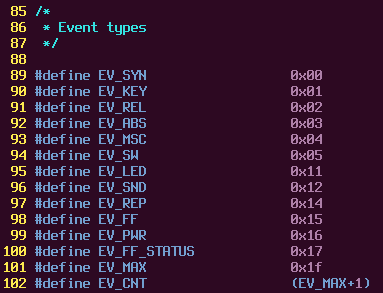 85 /*
86  * Event types
87  */
88
89 #define EV_SYN                  0x00
90 #define EV_KEY                  0x01
91 #define EV_REL                  0x02
92 #define EV_ABS                  0x03
93 #define EV_MSC                  0x04
94 #define EV_SW                   0x05
95 #define EV_LED                  0x11
96 #define EV_SND                  0x12
97 #define EV_REP                  0x14
98 #define EV_FF                   0x15
99 #define EV_PWR                  0x16
100 #define EV_FF_STATUS            0x17
101 #define EV_MAX                  0x1f
102 #define EV_CNT                  (EV_MAX+1)